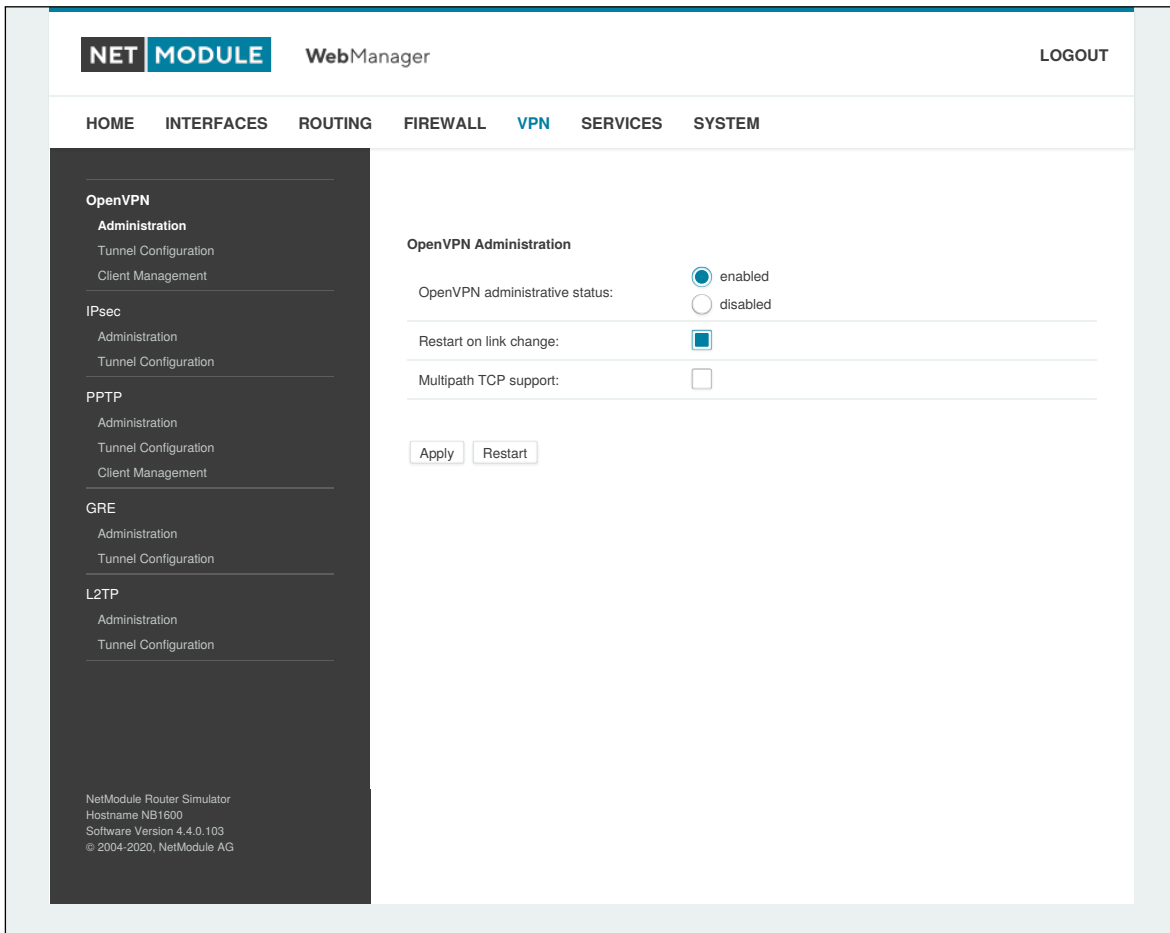 NET MODULE WebManager LOGOUT
HOME INTERFACES ROUTING FIREWALL VPN SERVICES SYSTEM
OpenVPN
Administration
Tunnel Configuration
Client Management
IPsec
Administration
Tunnel Configuration
PPTP
Administration
Tunnel Configuration
Client Management
GRE
Administration
Tunnel Configuration
L2TP
Administration
Tunnel Configuration
NetModule Router Simulator
Hostname NB1600
Software Version 4.4.0.103
© 2004-2020, NetModule AG
OpenVPN Administration
OpenVPN administrative status:
enabled
disabled
Restart on link change:
Multipath TCP support:
Apply Restart